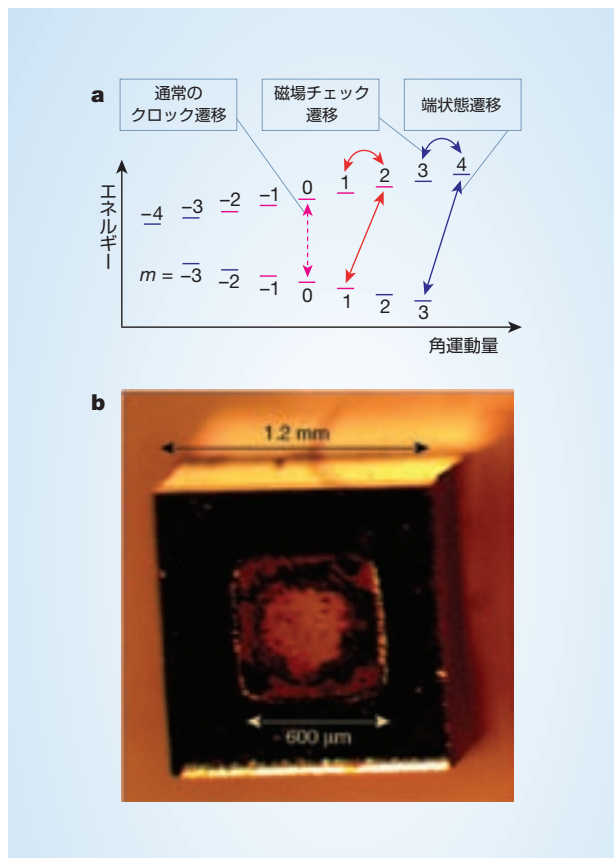 a
通常の
クロック遷移
磁場チェック
遷移
端状態遷移
エネルギー
−4 −3 −2 −1 0 1 2 3 4
m = −3 −2 −1 0 1 2 3
角運動量
b
1.2 mm
~ 600 μm